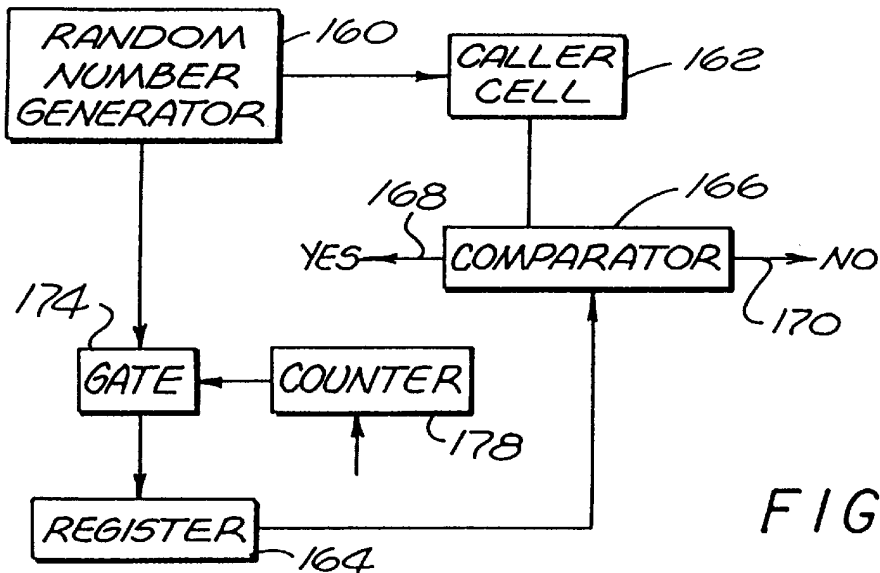 RANDOM
NUMBER
GENERATOR
160
CALLER
CELL
162
166
168
YES
COMPARATOR
NO
170
174
GATE
COUNTER
178
REGISTER
164
FIG